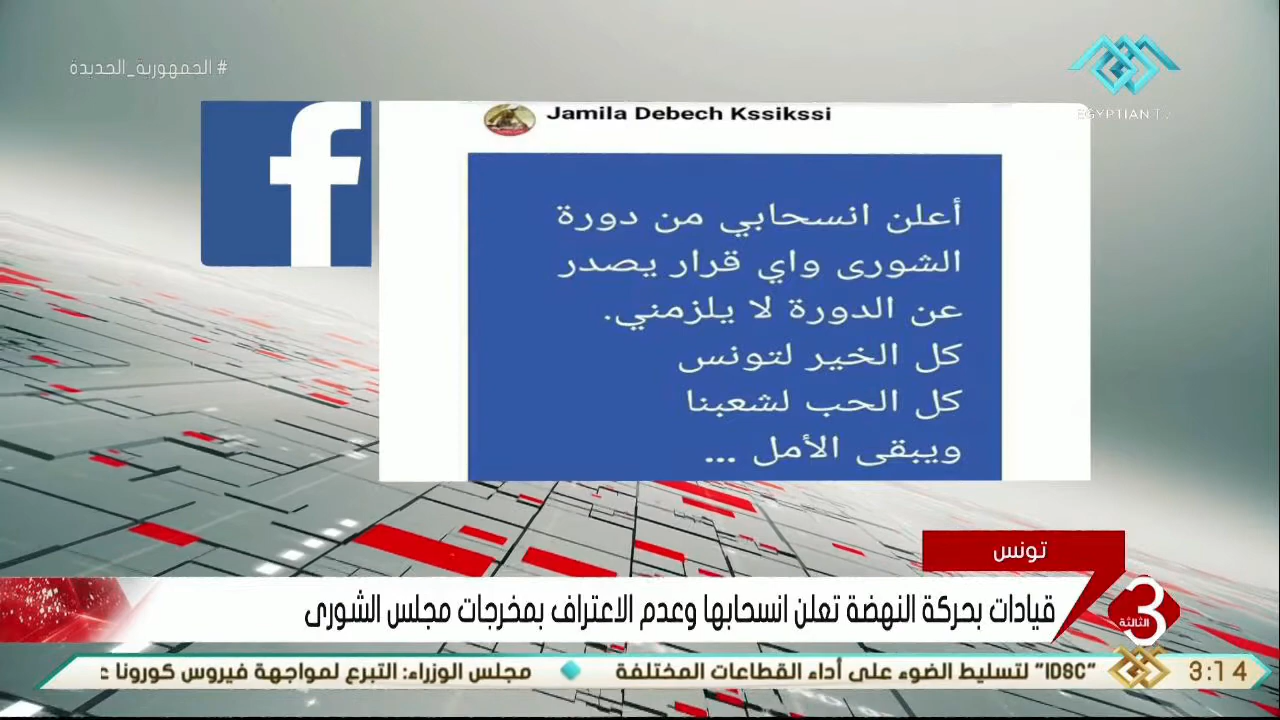 #الجمهورية_الجديدة
EGYPTIAN T.V
Jamila Debech Kssikssi
أعلن انسحابي من دورة
الشورى واي قرار يصدر
عن الدورة لا يلزمني.
كل الخير لتونس
كل الحب لشعبنا
ويبقى الأمل ...
تونس
قيادات بحركة النهضة تعلن انسحابها وعدم الاعتراف بمخرجات مجلس الشورى
3 الثالثة
3:14
"IDSC" لتسليط الضوء على أداء القطاعات المختلفة
مجلس الوزراء: التبرع لمواجهة فيروس كورونا